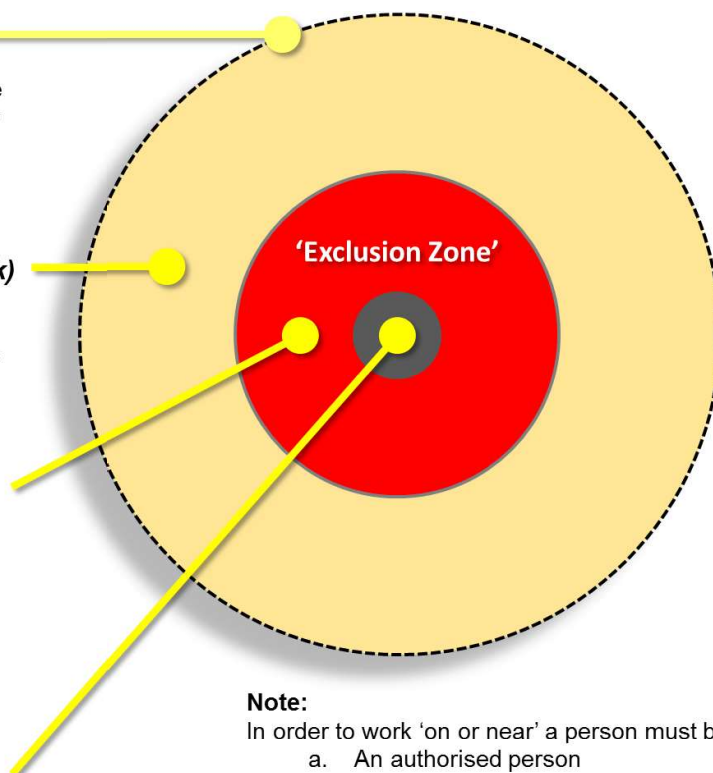 'Exclusion Zone'
Note:
In order to work 'on or near' a person must b
a. An authorised person